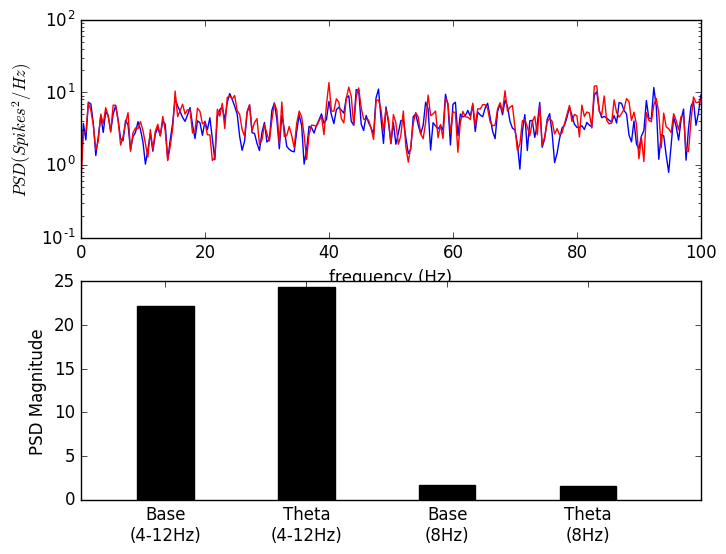 10^2
10^1
10^0
10^-1
PSD(Spikes^2/Hz)
0 20 40 60 80 100
frequency (Hz)
25
20
15
10
5
0
PSD Magnitude
Base Theta Base Theta
(4-12Hz) (4-12Hz) (8Hz) (8Hz)